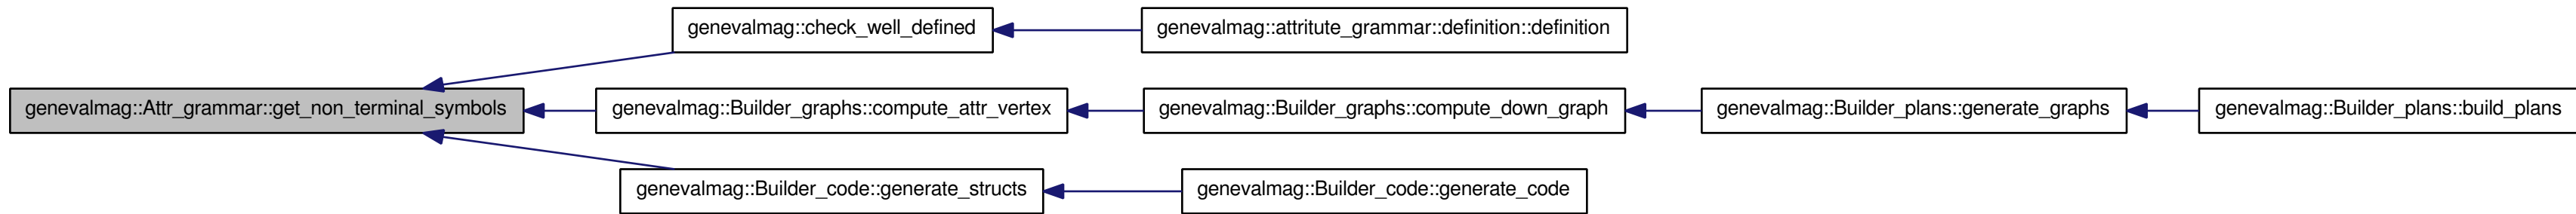 genevalmag::check_well_defined
genevalmag::attritute_grammar::definition::definition
genevalmag::Attr_grammar::get_non_terminal_symbols
genevalmag::Builder_graphs::compute_attr_vertex
genevalmag::Builder_graphs::compute_down_graph
genevalmag::Builder_plans::generate_graphs
genevalmag::Builder_plans::build_plans
genevalmag::Builder_code::generate_structs
genevalmag::Builder_code::generate_code